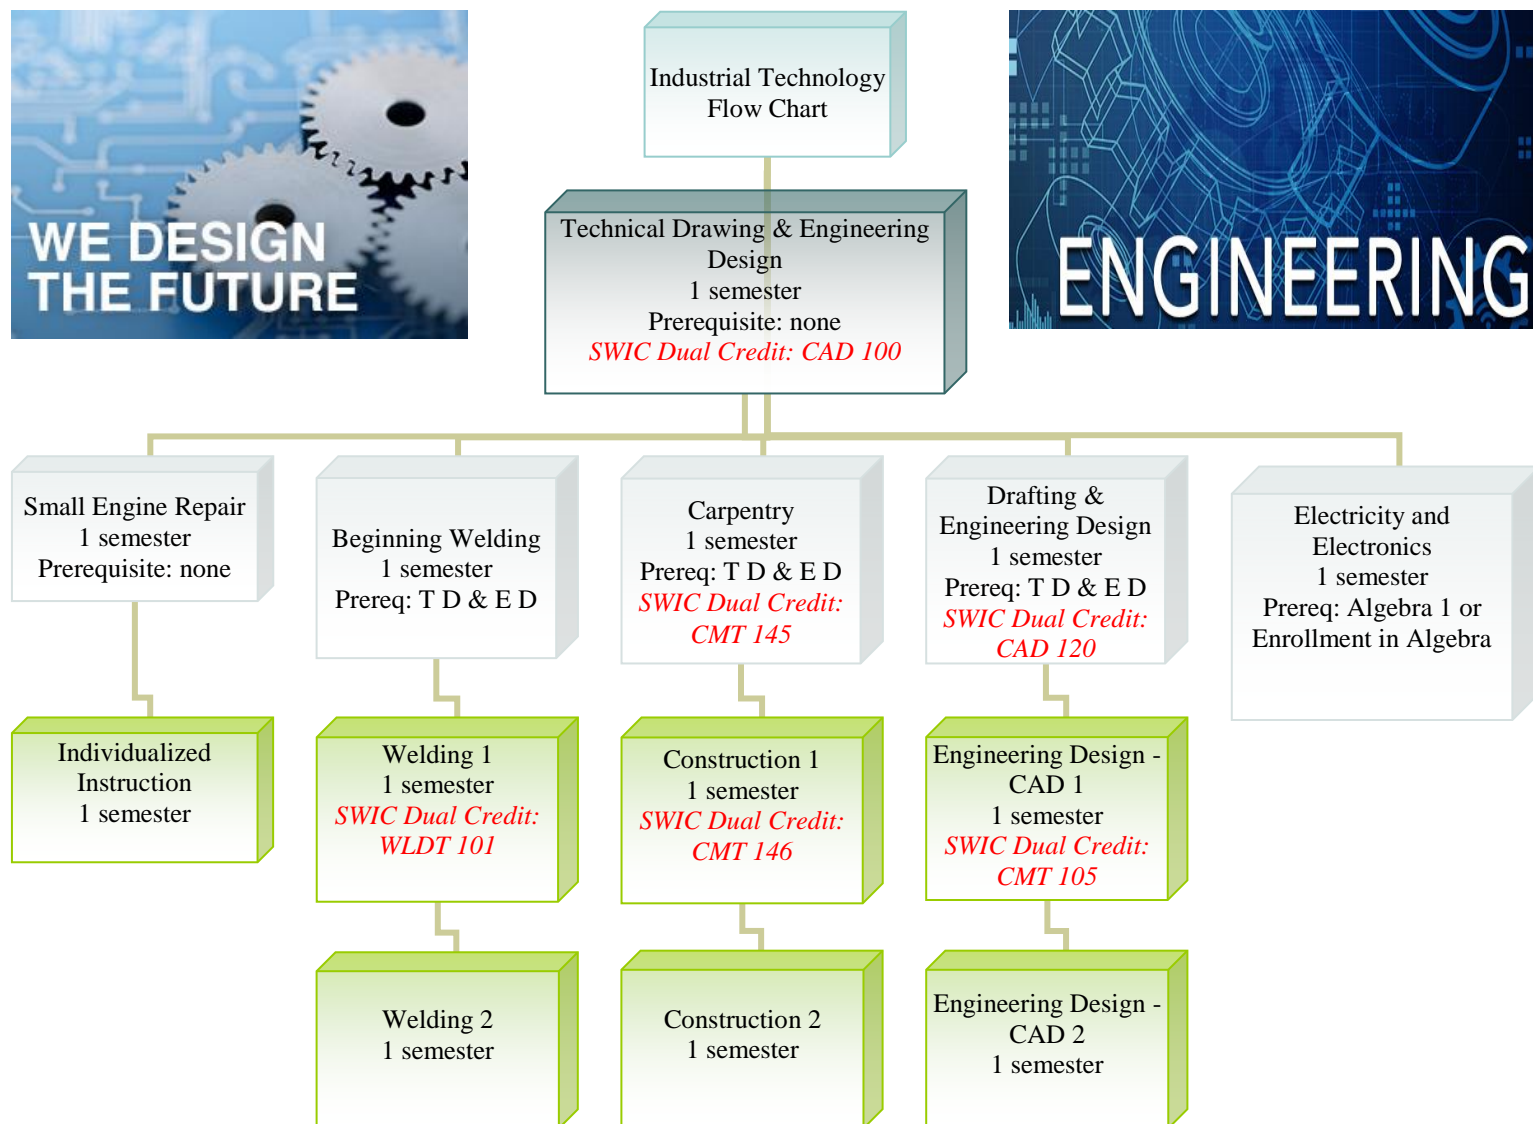 WE DESIGN
THE FUTURE
Industrial Technology
Flow Chart
ENGINEERING
Technical Drawing & Engineering
Design
1 semester
Prerequisite: none
SWIC Dual Credit: CAD 100
Small Engine Repair
1 semester
Prerequisite: none
Beginning Welding
1 semester
Prereq: T D & E D
Carpentry
1 semester
Prereq: T D & E D
SWIC Dual Credit:
CMT 145
Drafting &
Engineering Design
1 semester
Prereq: T D & E D
SWIC Dual Credit:
CAD 120
Electricity and
Electronics
1 semester
Prereq: Algebra 1 or
Enrollment in Algebra
Individualized
Instruction
1 semester
Welding 1
1 semester
SWIC Dual Credit:
WLDT 101
Construction 1
1 semester
SWIC Dual Credit:
CMT 146
Engineering Design -
CAD 1
1 semester
SWIC Dual Credit:
CMT 105
Welding 2
1 semester
Construction 2
1 semester
Engineering Design -
CAD 2
1 semester